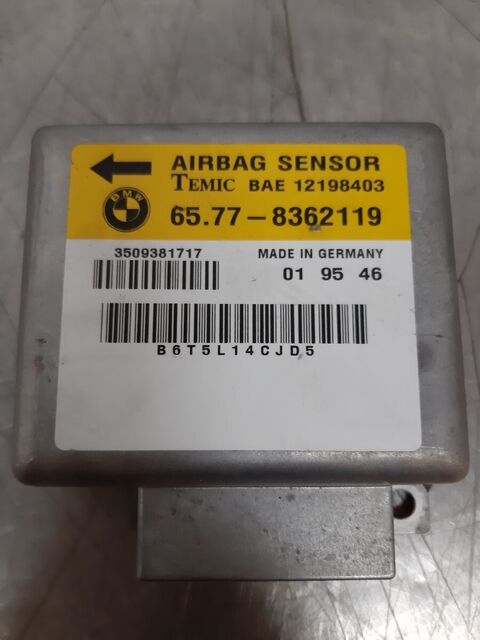 AIRBAG SENSOR
TEMIC BAE 12198403
BMW
65.77-8362119
3509381717 MADE IN GERMANY
01 95 46
B6T5L14CJD5